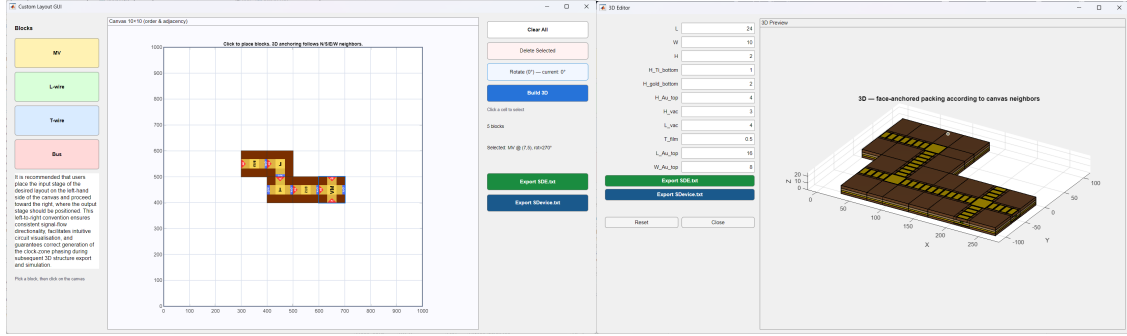 Custom Layout GUI
Blocks
MV
L-wire
T-wire
Bus
It is recommended that users
place the input stage of the
desired layout on the left-hand
side of the canvas and proceed
toward the right, where the output
stage should be positioned. This
left-to-right convention ensures
consistent signal-flow
directionality, facilitates intuitive
circuit visualisation, and
guarantees correct generation of
the clock-zone phasing during
subsequent 3D structure export
and simulation.
Pick a block, then click on the canvas
Canvas 10×10 (order & adjacency)
Click to place blocks. 3D anchoring follows N/S/E/W neighbors.
1000
900
800
700
600
500
400
300
200
100
0
0 100 200 300 400 500 600 700 800 900 1000
Clear All
Delete Selected
Rotate (0°) — current: 0°
Build 3D
Click a cell to select
5 blocks
Selected: MV @ (7,5), rot=270°
Export SDE.txt
Export SDevice.txt
3D Editor
L 24
W 10
H 2
H_Ti_bottom 1
H_gold_bottom 2
H_Au_top 4
H_vac 3
L_vac 4
T_film 0.5
L_Au_top 16
W_Au_top 8
Export SDE.txt
Export SDevice.txt
Reset
Close
3D Preview
3D — face-anchored packing according to canvas neighbors
Z
20
10
0
0 50 100 150 200 250
X
-100 -50 0 50 100
Y